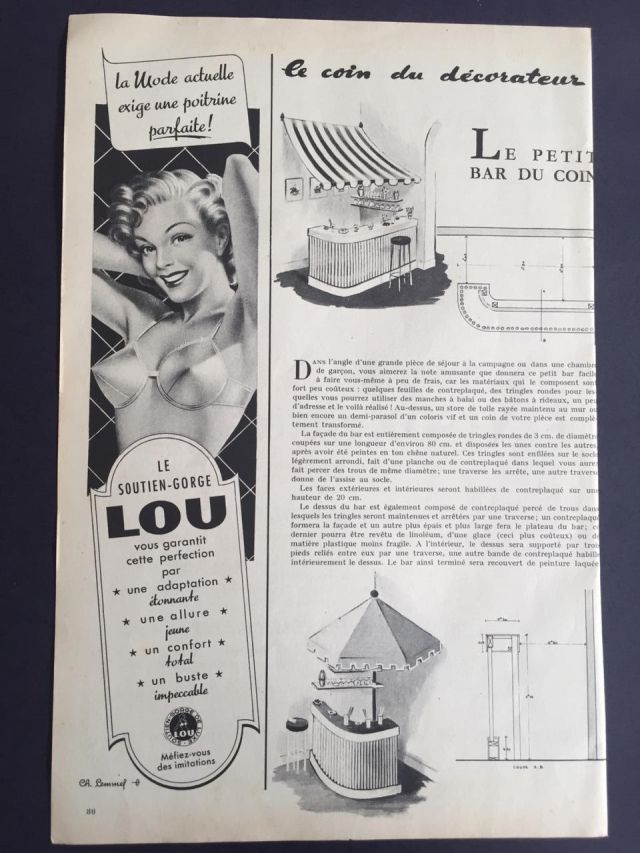 la Mode actuelle
exige une poitrine
parfaite!
LE
SOUTIEN-GORGE
LOU
vous garantit
cette perfection
par
★ une adaptation ★
étonnante
★ une allure ★
jeune
★ un confort ★
total
★ un buste ★
impeccable
LOU
Méfiez-vous
des imitations
80
le coin du décorateur
LE PETIT
BAR DU COIN
DANS l'angle d'une grande pièce de séjour à la campagne ou dans une chambre
de garçon, vous aimerez la note amusante que donnera ce petit bar facile
à faire vous-même à peu de frais, car les matériaux qui le composent sont
fort peu coûteux : quelques feuilles de contreplaqué, des tringles rondes pour les-
quelles vous pourrez utiliser des manches à balai ou des bâtons à rideaux, un peu
d'adresse et le voilà réalisé ! Au-dessus, un store de toile rayée maintenu au mur ou
bien encore un demi-parasol d'un coloris vif et un coin de votre pièce est complè-
tement transformé.
La façade du bar est entièrement composée de tringles rondes de 3 cm. de diamètre
coupées sur une longueur d'environ 80 cm. et disposées les unes contre les autres,
après avoir été peintes en ton chêne naturel. Ces tringles sont enfilées sur le socle
légèrement arrondi, fait d'une planche ou de contreplaqué dans lequel vous aurez
fait percer des trous de même diamètre; une traverse les arrête, une autre traverse
donne de l'assise au socle.
Les faces extérieures et intérieures seront habillées de contreplaqué sur une
hauteur de 20 cm.
Le dessus du bar est également composé de contreplaqué percé de trous dans
lesquels les tringles seront maintenues et arrêtées par une traverse; un contreplaqué
formera la façade et un autre plus épais et plus large fera le plateau du bar; ce
dernier pourra être revêtu de linoléum, d'une glace (ceci plus coûteux) ou de
matière plastique moins fragile. A l'intérieur, le dessus sera supporté par trois
pieds reliés entre eux par une traverse, une autre bande de contreplaqué habille
intérieurement le dessus. Le bar ainsi terminé sera recouvert de peinture laquée
COUPE A.B.